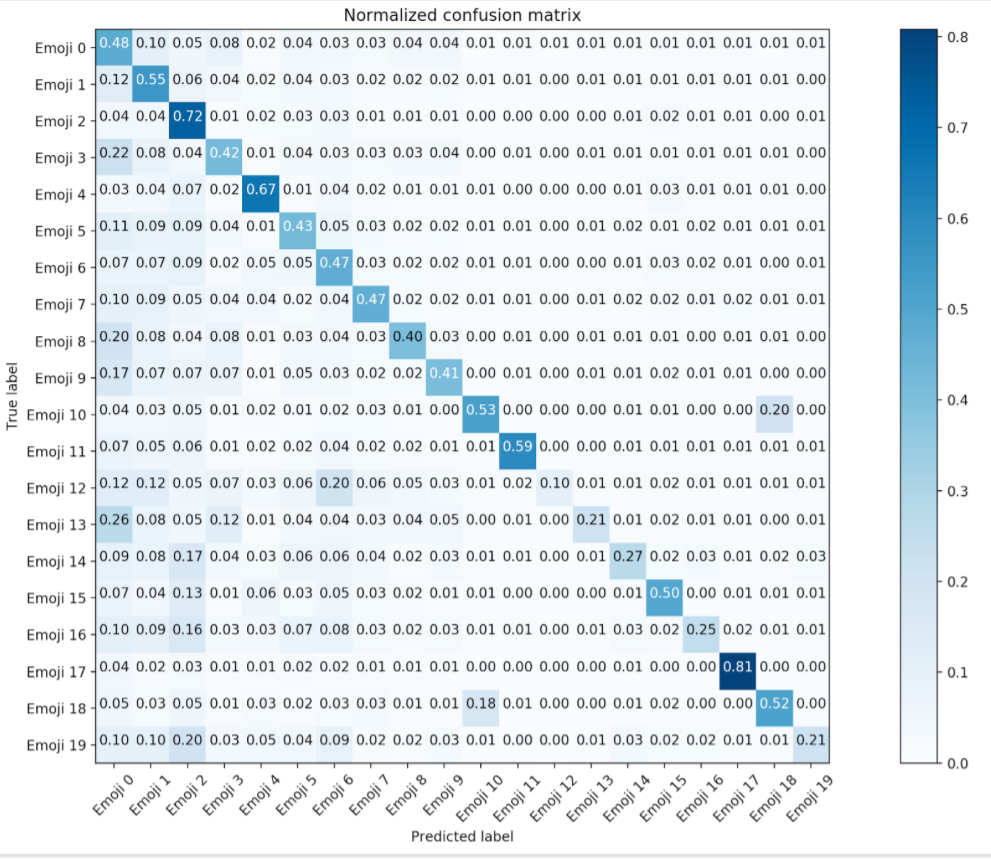 Normalized confusion matrix
Emoji 0 0.48 0.10 0.05 0.08 0.02 0.04 0.03 0.03 0.04 0.04 0.01 0.01 0.01 0.01 0.01 0.01 0.01 0.01 0.01 0.01
Emoji 1 0.12 0.55 0.06 0.04 0.02 0.04 0.03 0.02 0.02 0.02 0.01 0.01 0.00 0.01 0.01 0.01 0.01 0.01 0.01 0.00
Emoji 2 0.04 0.04 0.72 0.01 0.02 0.03 0.03 0.01 0.01 0.01 0.01 0.00 0.00 0.00 0.01 0.02 0.01 0.01 0.00 0.01
Emoji 3 0.22 0.08 0.04 0.42 0.01 0.04 0.03 0.03 0.03 0.04 0.00 0.01 0.00 0.01 0.01 0.01 0.01 0.01 0.01 0.00
Emoji 4 0.03 0.04 0.07 0.02 0.67 0.01 0.04 0.02 0.01 0.01 0.01 0.00 0.00 0.00 0.01 0.03 0.01 0.01 0.01 0.00
Emoji 5 0.11 0.09 0.09 0.04 0.01 0.43 0.05 0.03 0.02 0.02 0.01 0.01 0.00 0.01 0.02 0.01 0.02 0.01 0.01 0.01
Emoji 6 0.07 0.07 0.09 0.02 0.05 0.05 0.47 0.03 0.02 0.02 0.01 0.01 0.00 0.00 0.01 0.03 0.02 0.01 0.00 0.01
Emoji 7 0.10 0.09 0.05 0.04 0.04 0.02 0.04 0.47 0.02 0.02 0.01 0.01 0.00 0.01 0.02 0.02 0.01 0.02 0.01 0.01
Emoji 8 0.20 0.08 0.04 0.08 0.01 0.03 0.04 0.03 0.40 0.03 0.00 0.01 0.00 0.01 0.01 0.01 0.01 0.00 0.01 0.01
Emoji 9 0.17 0.07 0.07 0.07 0.01 0.05 0.03 0.02 0.02 0.41 0.00 0.01 0.00 0.01 0.01 0.02 0.01 0.01 0.00 0.00
Emoji 10 0.04 0.03 0.05 0.01 0.02 0.01 0.02 0.03 0.01 0.00 0.53 0.00 0.00 0.00 0.01 0.01 0.00 0.00 0.20 0.00
Emoji 11 0.07 0.05 0.06 0.01 0.02 0.02 0.04 0.02 0.02 0.01 0.01 0.59 0.00 0.00 0.01 0.01 0.01 0.01 0.01 0.01
Emoji 12 0.12 0.12 0.05 0.07 0.03 0.06 0.20 0.06 0.05 0.03 0.01 0.02 0.10 0.01 0.01 0.02 0.01 0.01 0.01 0.01
Emoji 13 0.26 0.08 0.05 0.12 0.01 0.04 0.04 0.03 0.04 0.05 0.00 0.01 0.00 0.21 0.01 0.02 0.01 0.01 0.00 0.01
Emoji 14 0.09 0.08 0.17 0.04 0.03 0.06 0.06 0.04 0.02 0.03 0.01 0.01 0.00 0.01 0.27 0.02 0.03 0.01 0.02 0.03
Emoji 15 0.07 0.04 0.13 0.01 0.06 0.03 0.05 0.03 0.02 0.01 0.01 0.00 0.00 0.00 0.01 0.50 0.00 0.01 0.01 0.01
Emoji 16 0.10 0.09 0.16 0.03 0.03 0.07 0.08 0.03 0.02 0.03 0.01 0.01 0.00 0.01 0.03 0.02 0.25 0.02 0.01 0.01
Emoji 17 0.04 0.02 0.03 0.01 0.01 0.02 0.02 0.01 0.01 0.01 0.00 0.00 0.00 0.00 0.01 0.00 0.00 0.81 0.00 0.00
Emoji 18 0.05 0.03 0.05 0.01 0.03 0.02 0.03 0.03 0.01 0.01 0.18 0.01 0.00 0.00 0.01 0.02 0.00 0.00 0.52 0.00
Emoji 19 0.10 0.10 0.20 0.03 0.05 0.04 0.09 0.02 0.02 0.03 0.01 0.00 0.00 0.01 0.03 0.02 0.02 0.01 0.01 0.21
Emoji 0 Emoji 1 Emoji 2 Emoji 3 Emoji 4 Emoji 5 Emoji 6 Emoji 7 Emoji 8 Emoji 9 Emoji 10 Emoji 11 Emoji 12 Emoji 13 Emoji 14 Emoji 15 Emoji 16 Emoji 17 Emoji 18 Emoji 19
Predicted label
True label
0.8
0.7
0.6
0.5
0.4
0.3
0.2
0.1
0.0